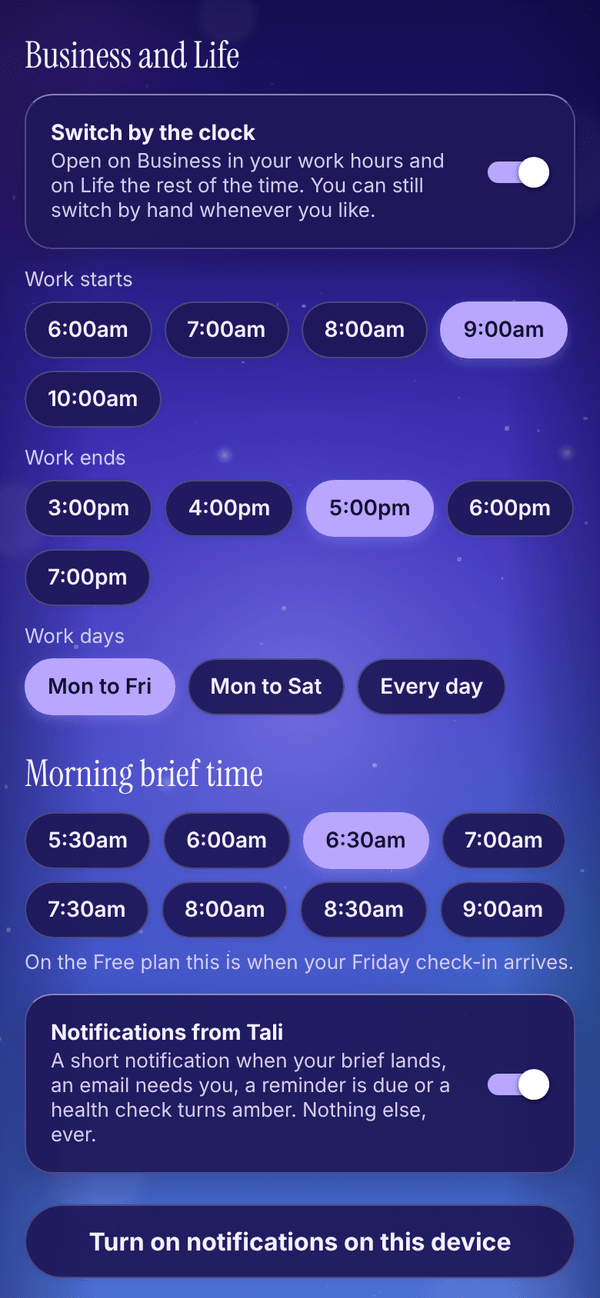 Business and Life
Switch by the clock
Open on Business in your work hours and
on Life the rest of the time. You can still
switch by hand whenever you like.
Work starts
6:00am 7:00am 8:00am 9:00am
10:00am
Work ends
3:00pm 4:00pm 5:00pm 6:00pm
7:00pm
Work days
Mon to Fri Mon to Sat Every day
Morning brief time
5:30am 6:00am 6:30am 7:00am
7:30am 8:00am 8:30am 9:00am
On the Free plan this is when your Friday check-in arrives.
Notifications from Tali
A short notification when your brief lands,
an email needs you, a reminder is due or a
health check turns amber. Nothing else,
ever.
Turn on notifications on this device